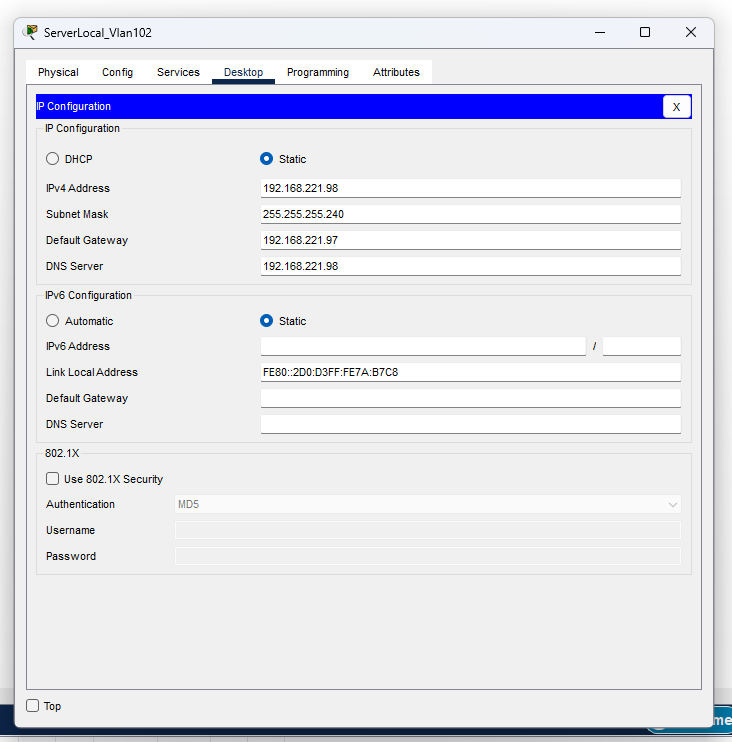 ServerLocal_Vlan102
Physical Config Services Desktop Programming Attributes
IP Configuration X
IP Configuration
DHCP Static
IPv4 Address 192.168.221.98
Subnet Mask 255.255.255.240
Default Gateway 192.168.221.97
DNS Server 192.168.221.98
IPv6 Configuration
Automatic Static
IPv6 Address /
Link Local Address FE80::2D0:D3FF:FE7A:B7C8
Default Gateway
DNS Server
802.1X
Use 802.1X Security
Authentication MD5
Username
Password
Top
me